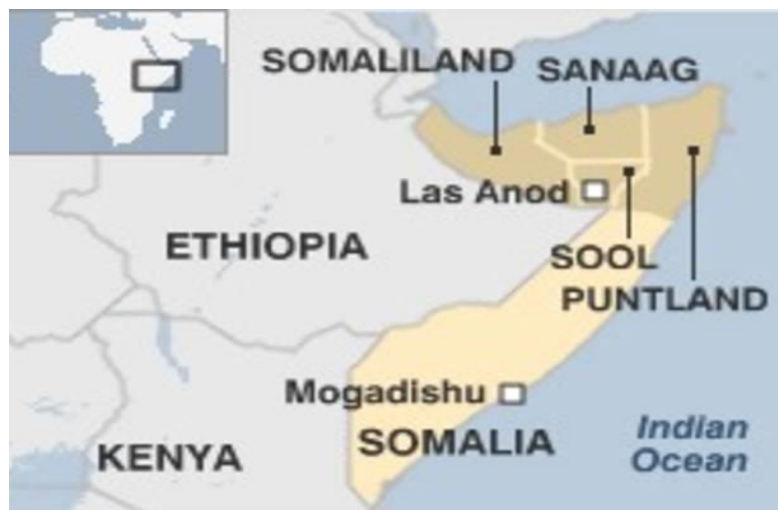 SOMALILAND
SANAAG
Las Anod
ETHIOPIA
SOOL
PUNTLAND
Mogadishu
SOMALIA
KENYA
Indian
Ocean